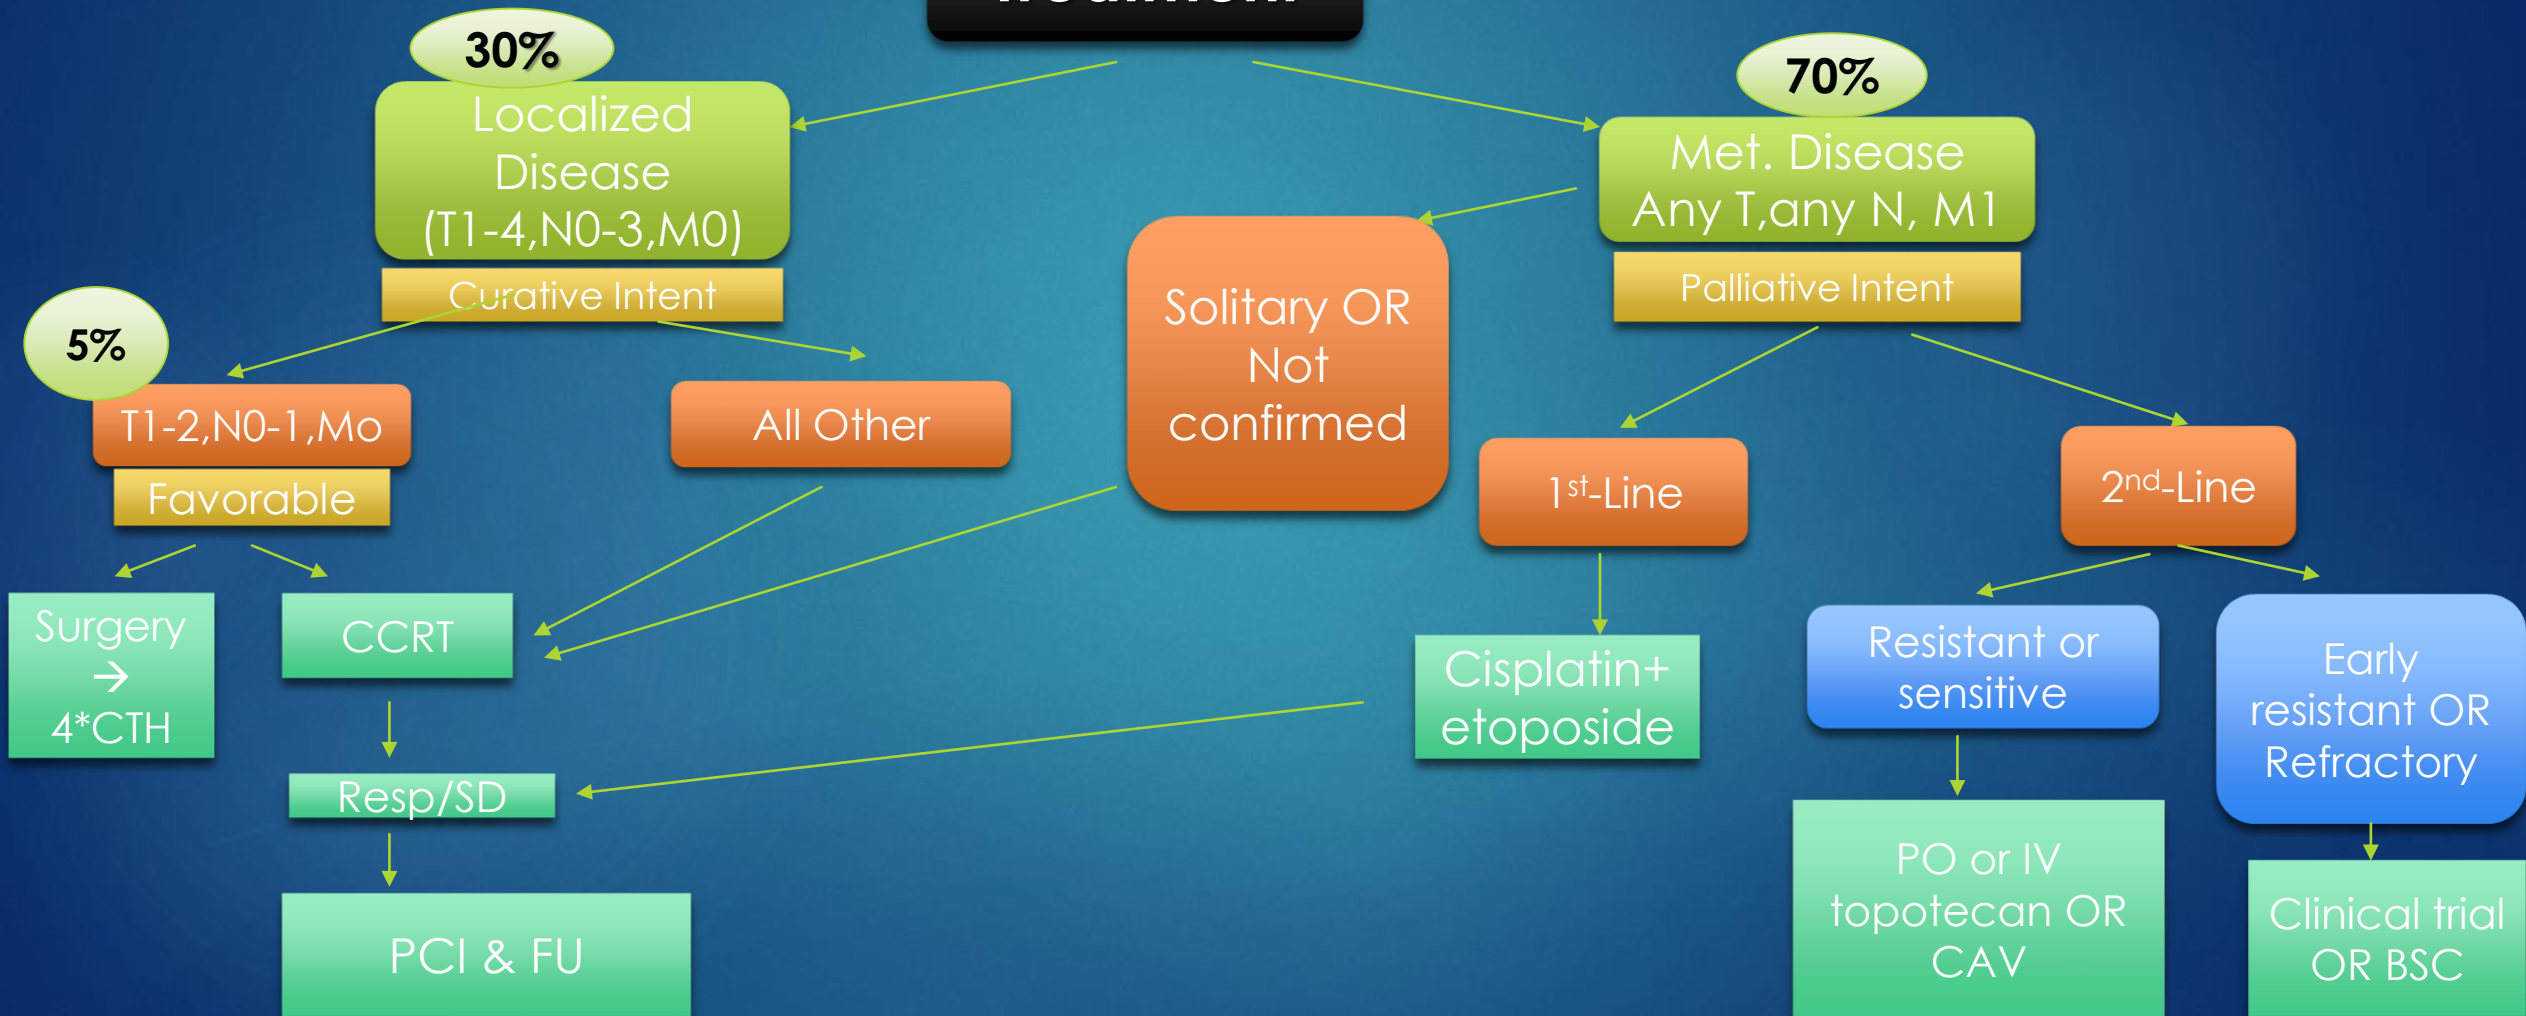 Treatment
30%
Localized
Disease
(T1-4,N0-3,M0)
Curative Intent
70%
Met. Disease
Any T,any N, M1
Palliative Intent
Solitary OR
Not
confirmed
5%
T1-2,N0-1,Mo
Favorable
All Other
1st-Line
2nd-Line
Surgery
→
4*CTH
CCRT
Resp/SD
PCI & FU
Cisplatin+
etoposide
Resistant or
sensitive
Early
resistant OR
Refractory
PO or IV
topotecan OR
CAV
Clinical trial
OR BSC